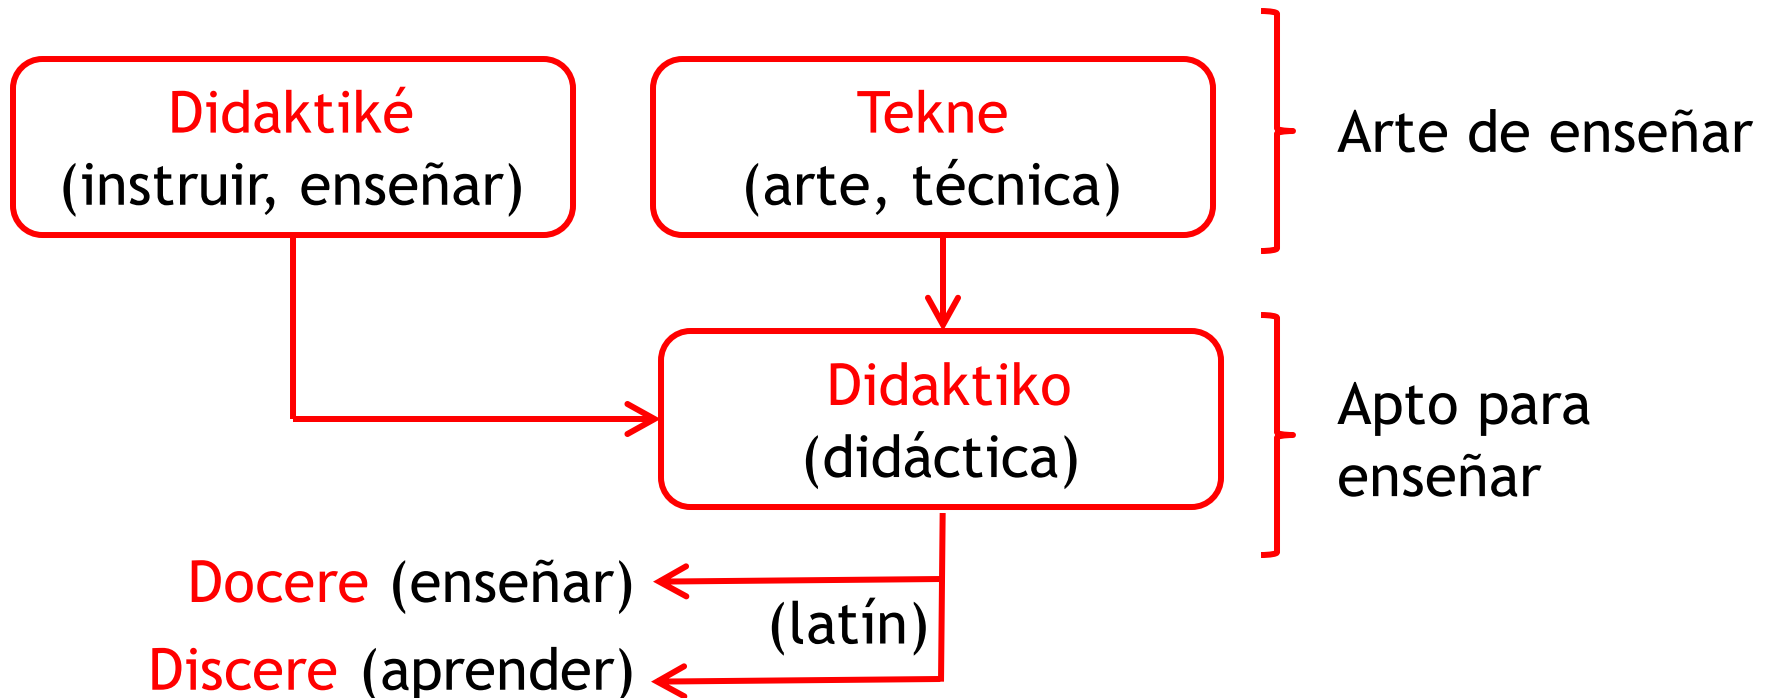 Didaktiké
(instruir, enseñar)
Tekne
(arte, técnica)
Arte de enseñar
Didaktiko
(didáctica)
Apto para
enseñar
Docere (enseñar)
(latín)
Discere (aprender)